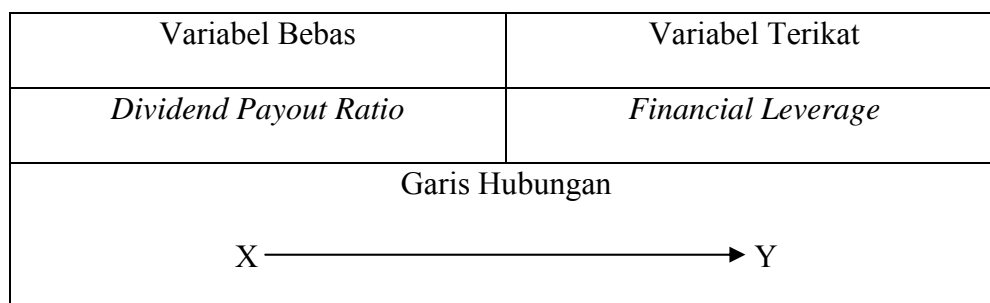 Variabel Bebas Variabel Terikat
Dividend Payout Ratio Financial Leverage
Garis Hubungan
X Y